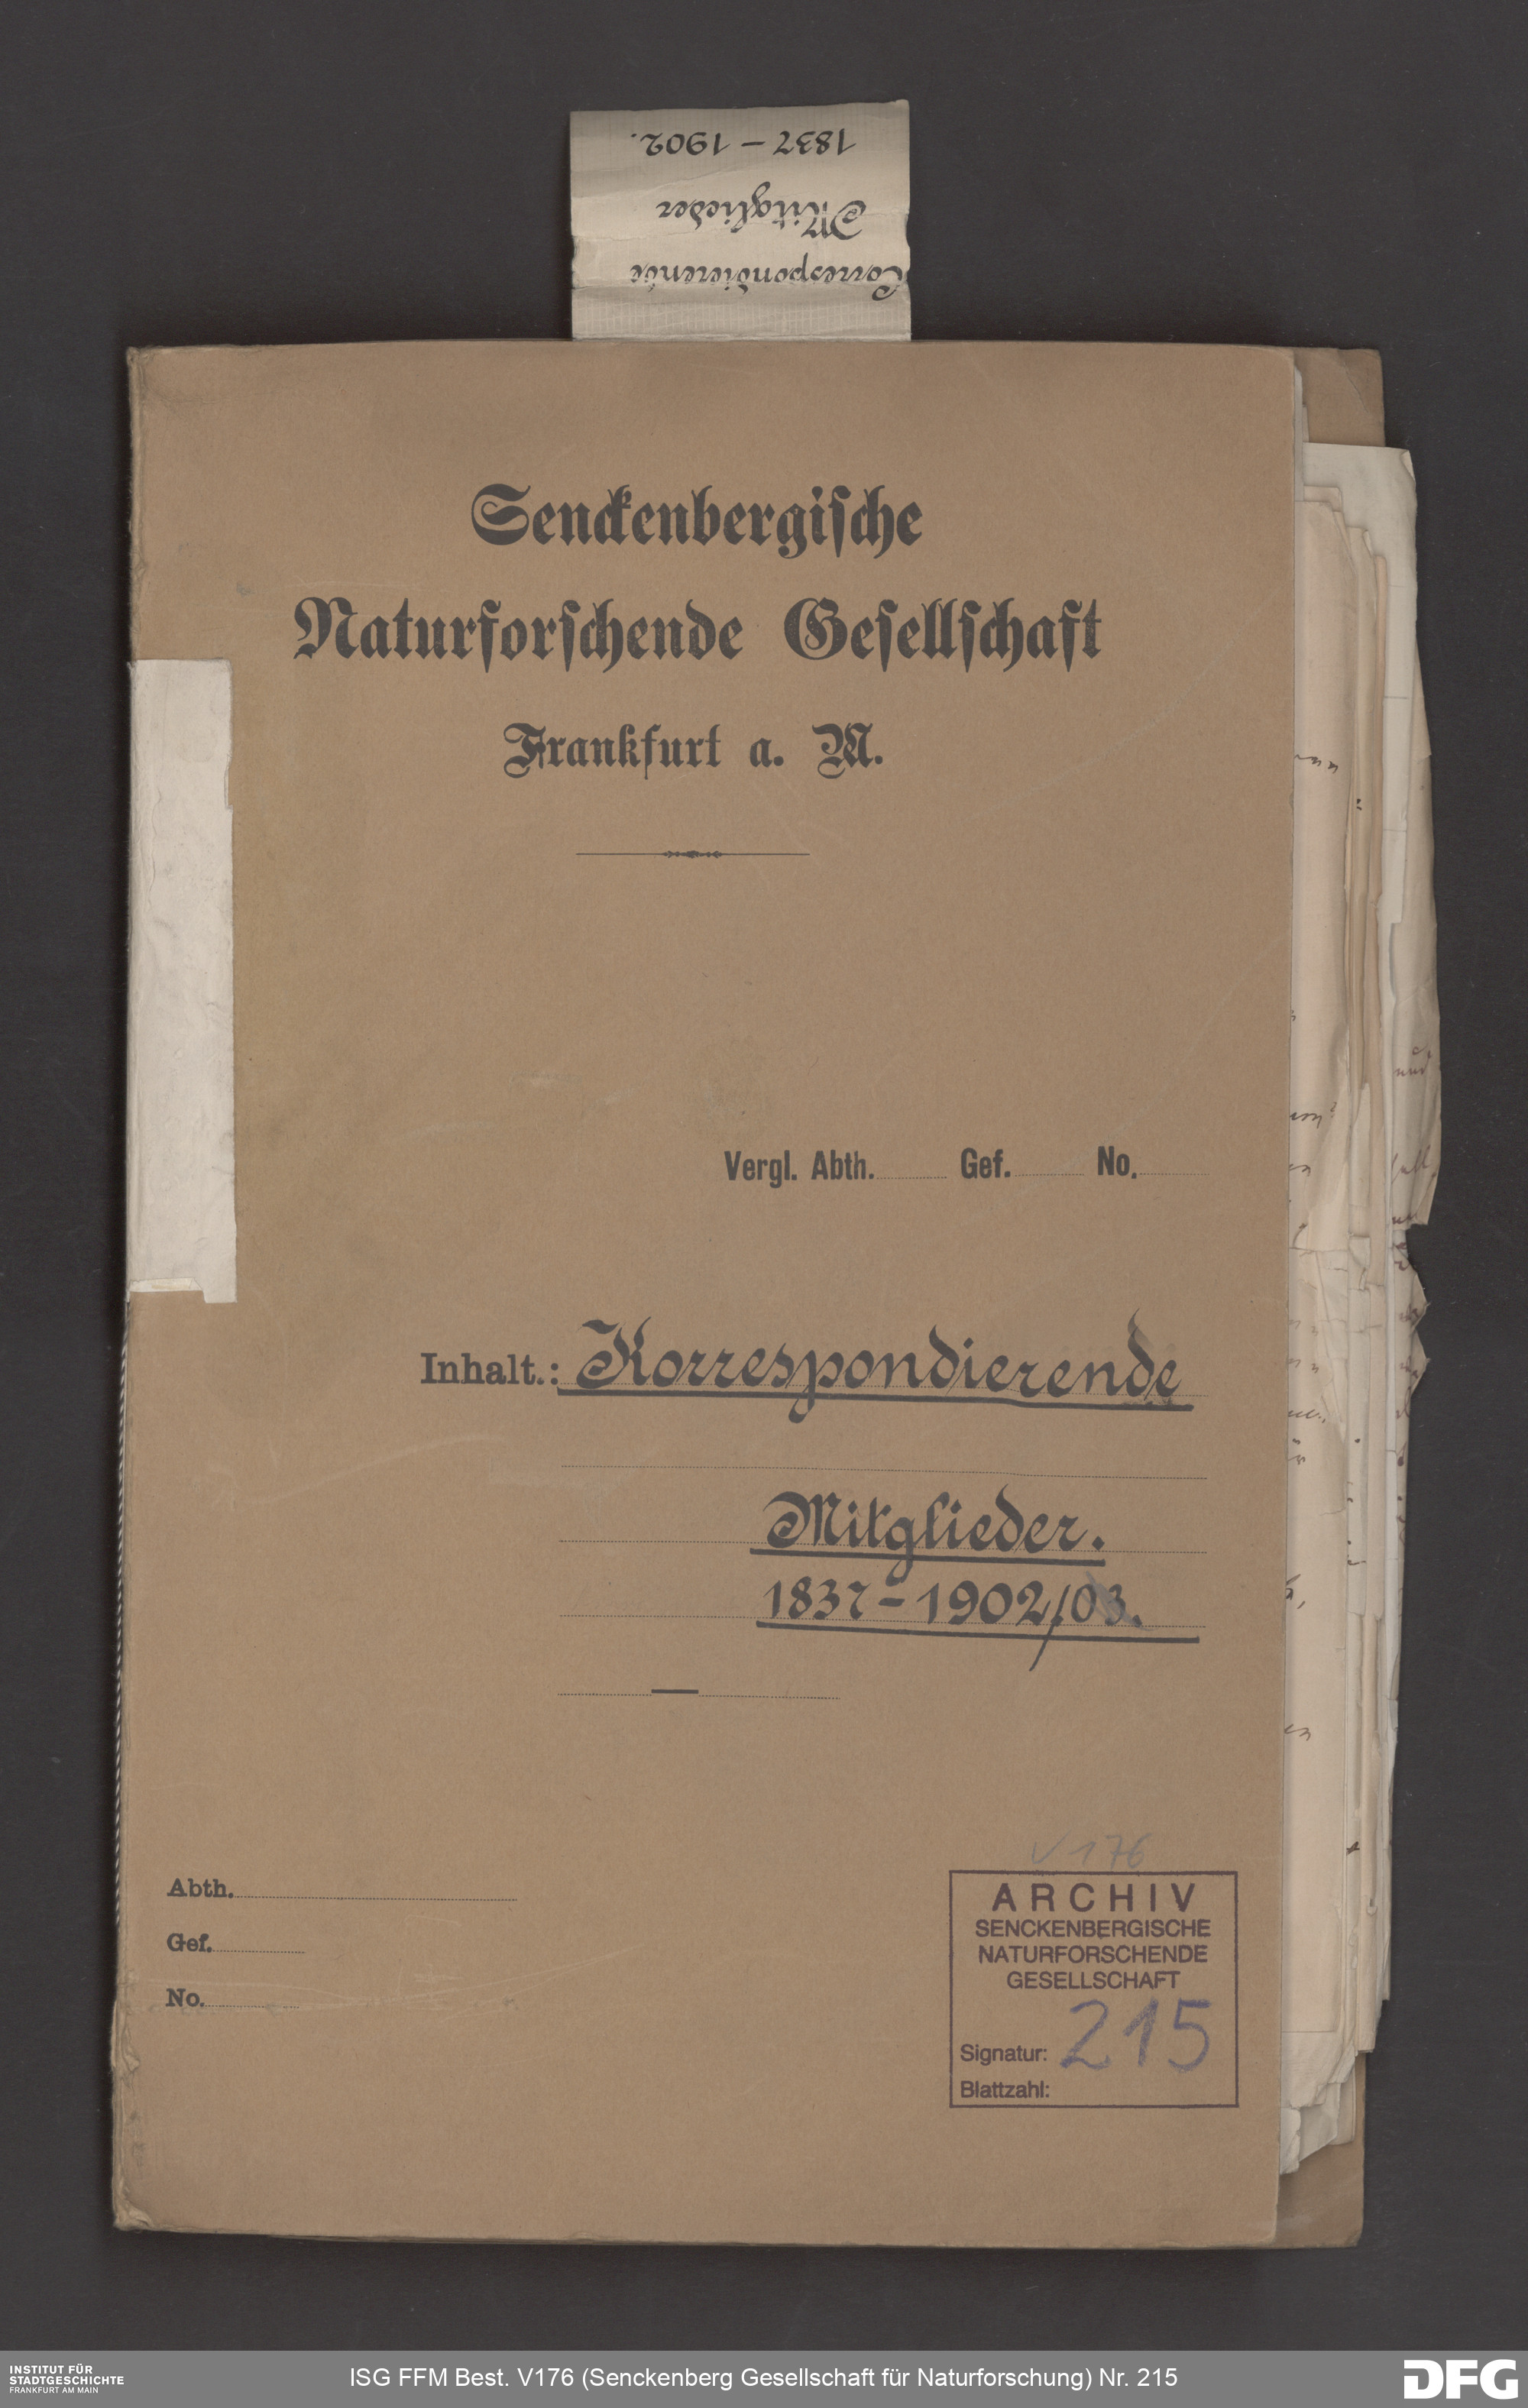 Correspondierende
Mitglieder
1837 – 1902.
Senckenbergische
Naturforschende Gesellschaft
Frankfurt a. M.
Vergl. Abth. Gef. No.
Inhalt.: Korrespondierende
Mitglieder.
1837 – 1902/03.
Abth.
Gef.
No.
V 176
ARCHIV
SENCKENBERGISCHE
NATURFORSCHENDE
GESELLSCHAFT
Signatur: 215
Blattzahl:
INSTITUT FÜR
STADTGESCHICHTE
FRANKFURT AM MAIN
ISG FFM Best. V176 (Senckenberg Gesellschaft für Naturforschung) Nr. 215
DFG